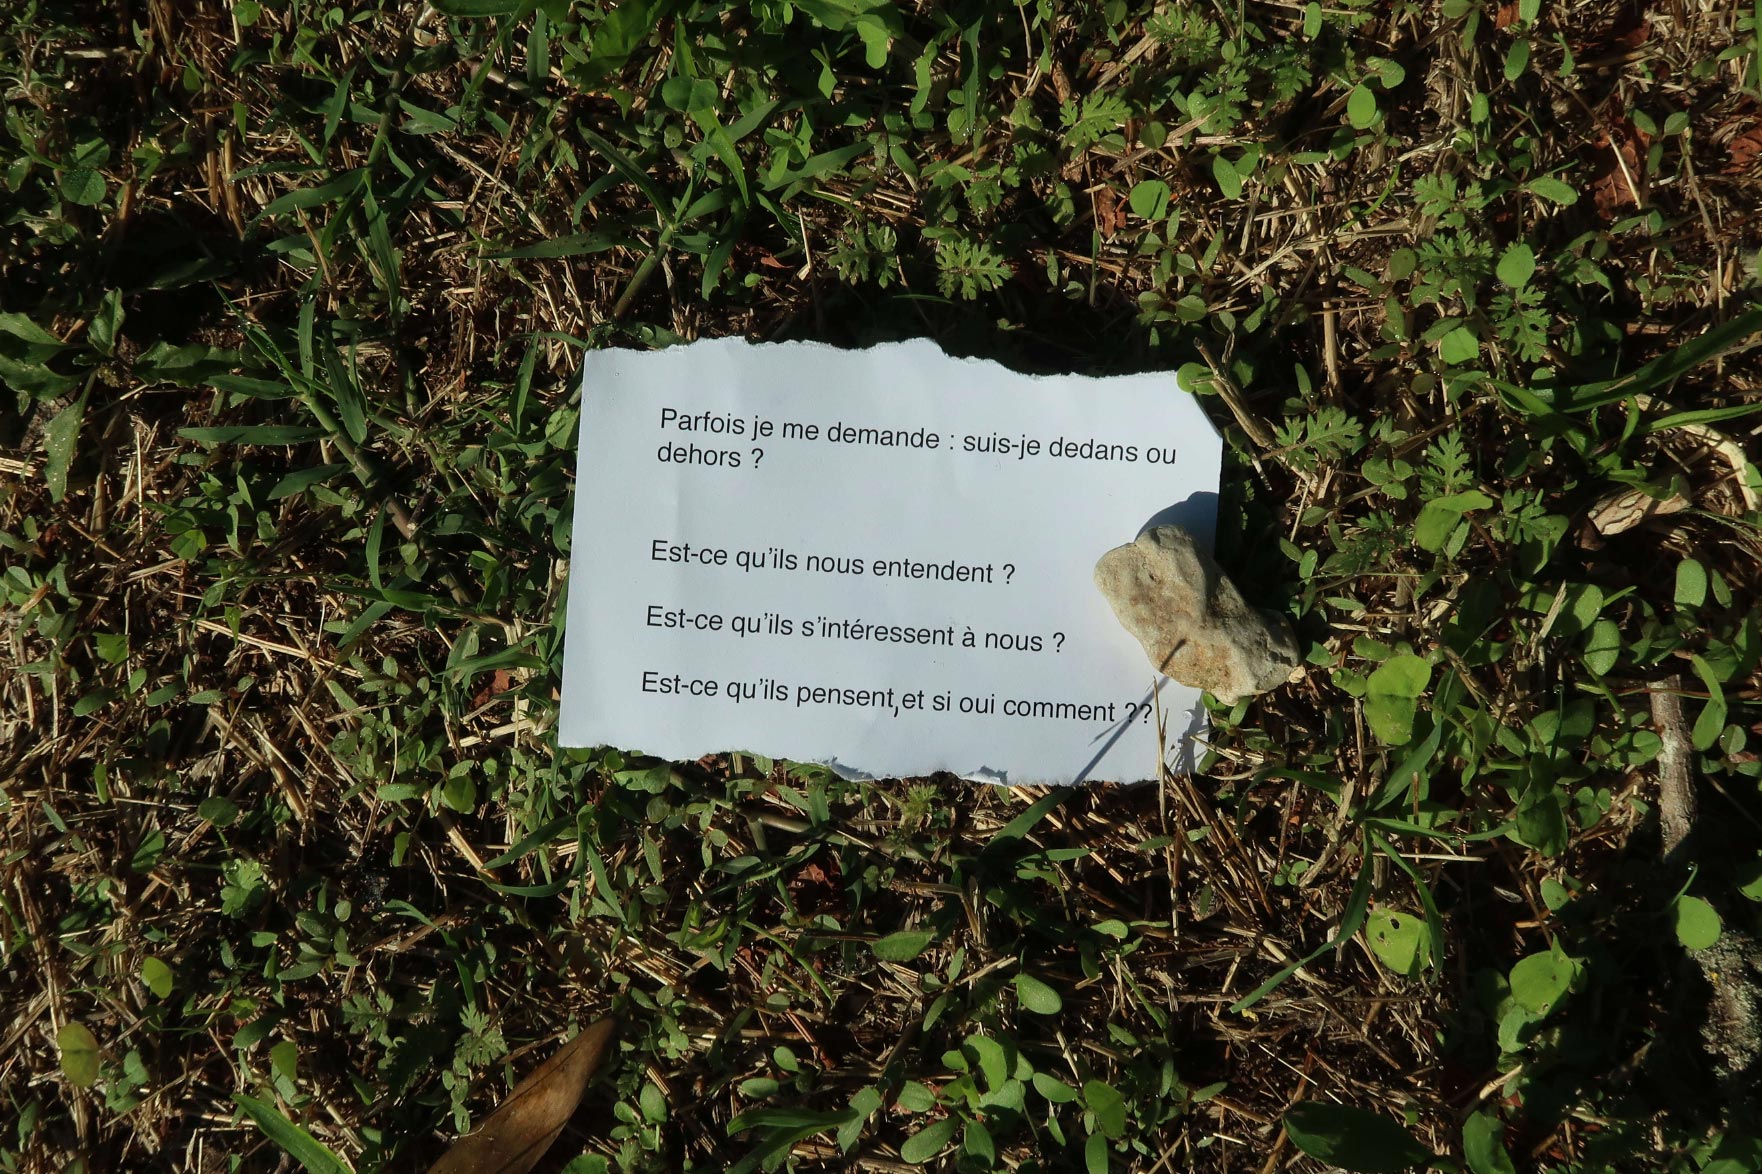 Parfois je me demande : suis-je dedans ou
dehors ?
Est-ce qu’ils nous entendent ?
Est-ce qu’ils s’intéressent à nous ?
Est-ce qu’ils pensent,et si oui comment ??